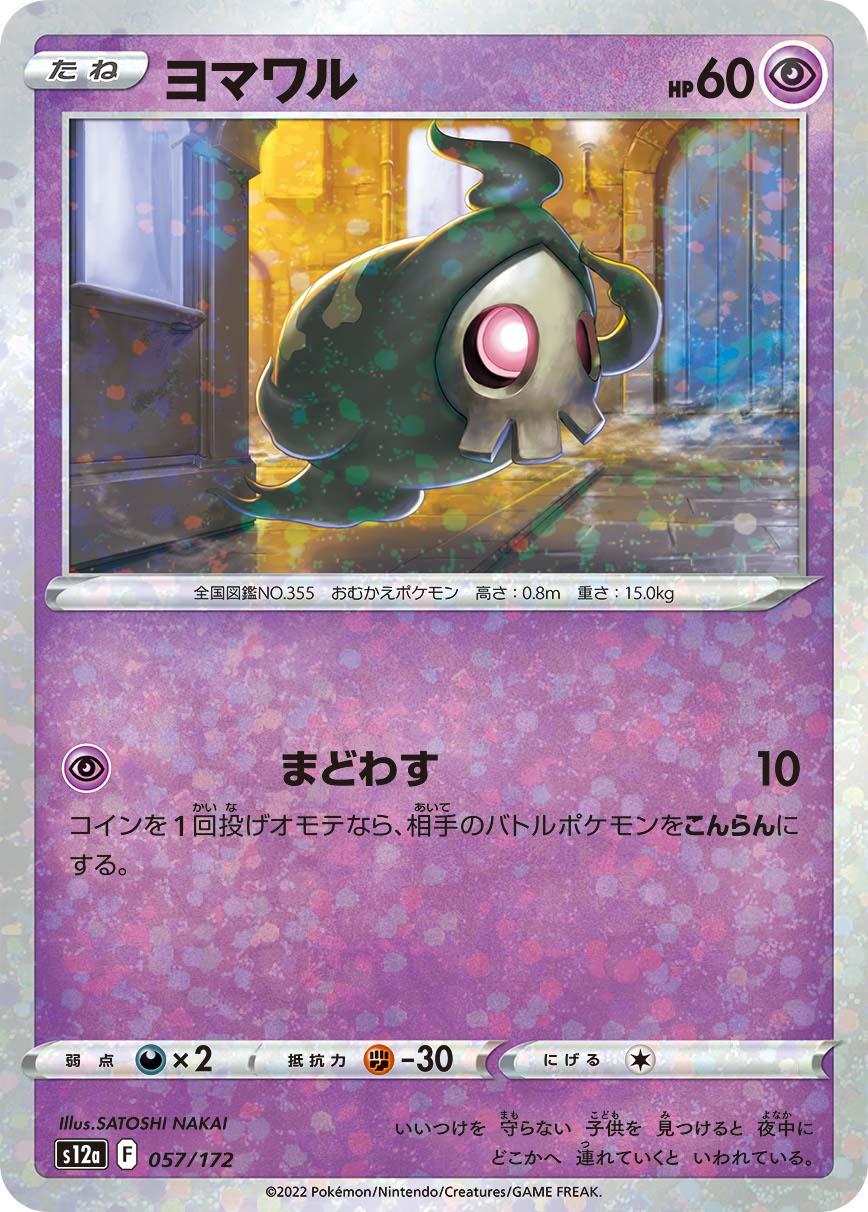 たね ヨマワル HP60
全国図鑑NO.355 おむかえポケモン 高さ:0.8m 重さ:15.0kg
まどわす 10
コインを1回投げオモテなら、相手のバトルポケモンをこんらんに
する。
弱点 ×2 抵抗力 -30 にげる
Illus.SATOSHI NAKAI
いいつけを 守らない 子供を 見つけると 夜中に
どこかへ 連れていくと いわれている。
s12a F 057/172
©2022 Pokémon/Nintendo/Creatures/GAME FREAK.